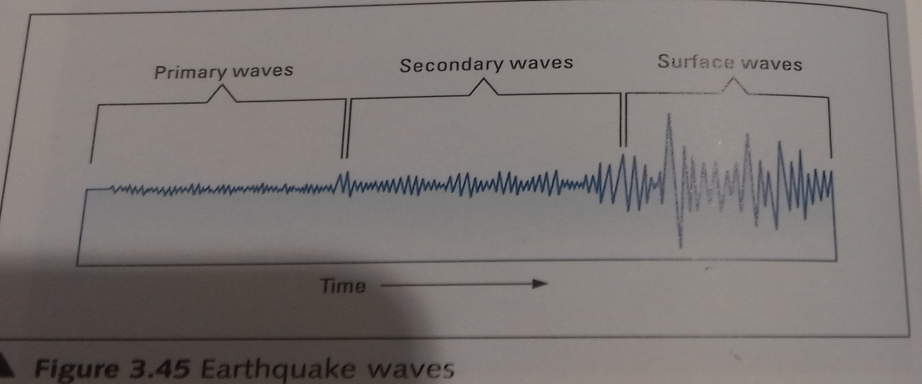 Primary waves
Secondary waves
Surface waves
Time
Figure 3.45 Earthquake waves